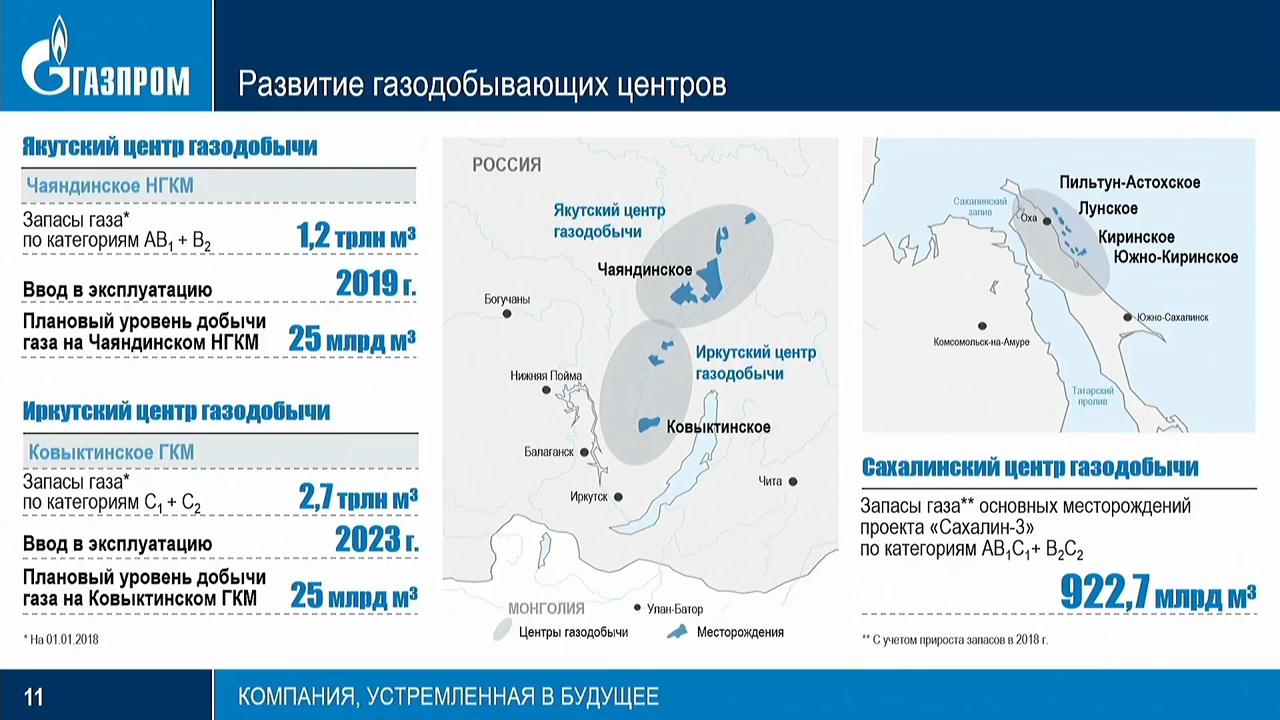 ГАЗПРОМ
Развитие газодобывающих центров
Якутский центр газодобычи
Чаяндинское НГКМ
Запасы газа*
по категориям AB₁ + B₂
1,2 трлн м³
Ввод в эксплуатацию
2019 г.
Плановый уровень добычи
газа на Чаяндинском НГКМ
25 млрд м³
Иркутский центр газодобычи
Ковыктинское ГКМ
Запасы газа*
по категориям C₁ + C₂
2,7 трлн м³
Ввод в эксплуатацию
2023 г.
Плановый уровень добычи
газа на Ковыктинском ГКМ
25 млрд м³
* На 01.01.2018
РОССИЯ
Якутский центр
газодобычи
Чаяндинское
Богучаны
Иркутский центр
газодобычи
Нижняя Пойма
Ковыктинское
Балаганск
Чита
Иркутск
МОНГОЛИЯ
Улан-Батор
Центры газодобычи
Месторождения
Пильтун-Астохское
Сахалинский
залив
Оха
Лунское
Киринское
Южно-Киринское
Южно-Сахалинск
Комсомольск-на-Амуре
Татарский
пролив
Сахалинский центр газодобычи
Запасы газа** основных месторождений
проекта «Сахалин-3»
по категориям AB₁C₁+ B₂C₂
922,7 млрд м³
** С учетом прироста запасов в 2018 г.
11
КОМПАНИЯ, УСТРЕМЛЕННАЯ В БУДУЩЕЕ